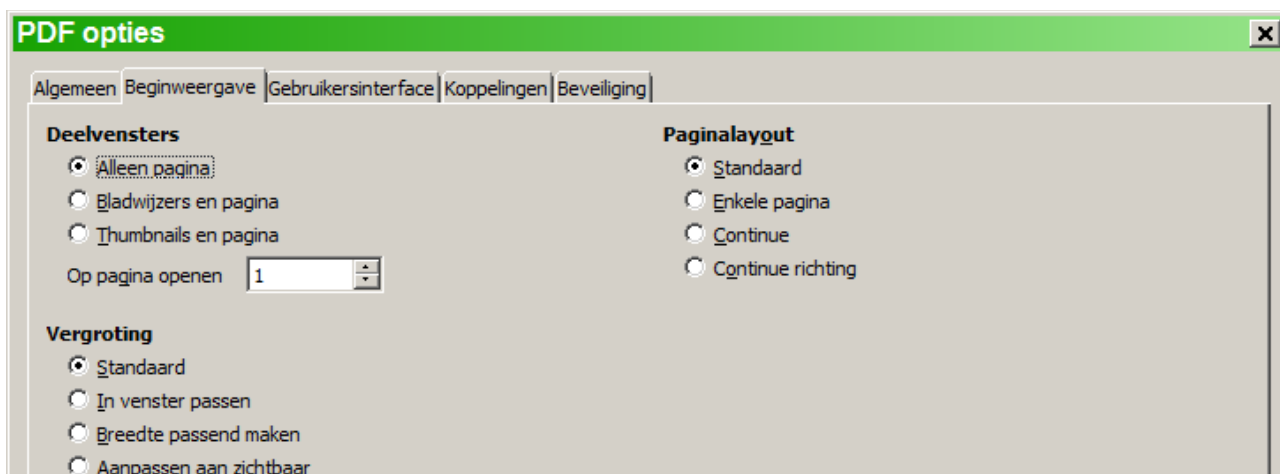 PDF opties
Algemeen Beginweergave Gebruikersinterface Koppelingen Beveiliging
Deelvensters
Alleen pagina
Bladwijzers en pagina
Thumbnails en pagina
Op pagina openen 1
Vergroting
Standaard
In venster passen
Breedte passend maken
Aanpassen aan zichtbaar
Paginalayout
Standaard
Enkele pagina
Continue
Continue richting